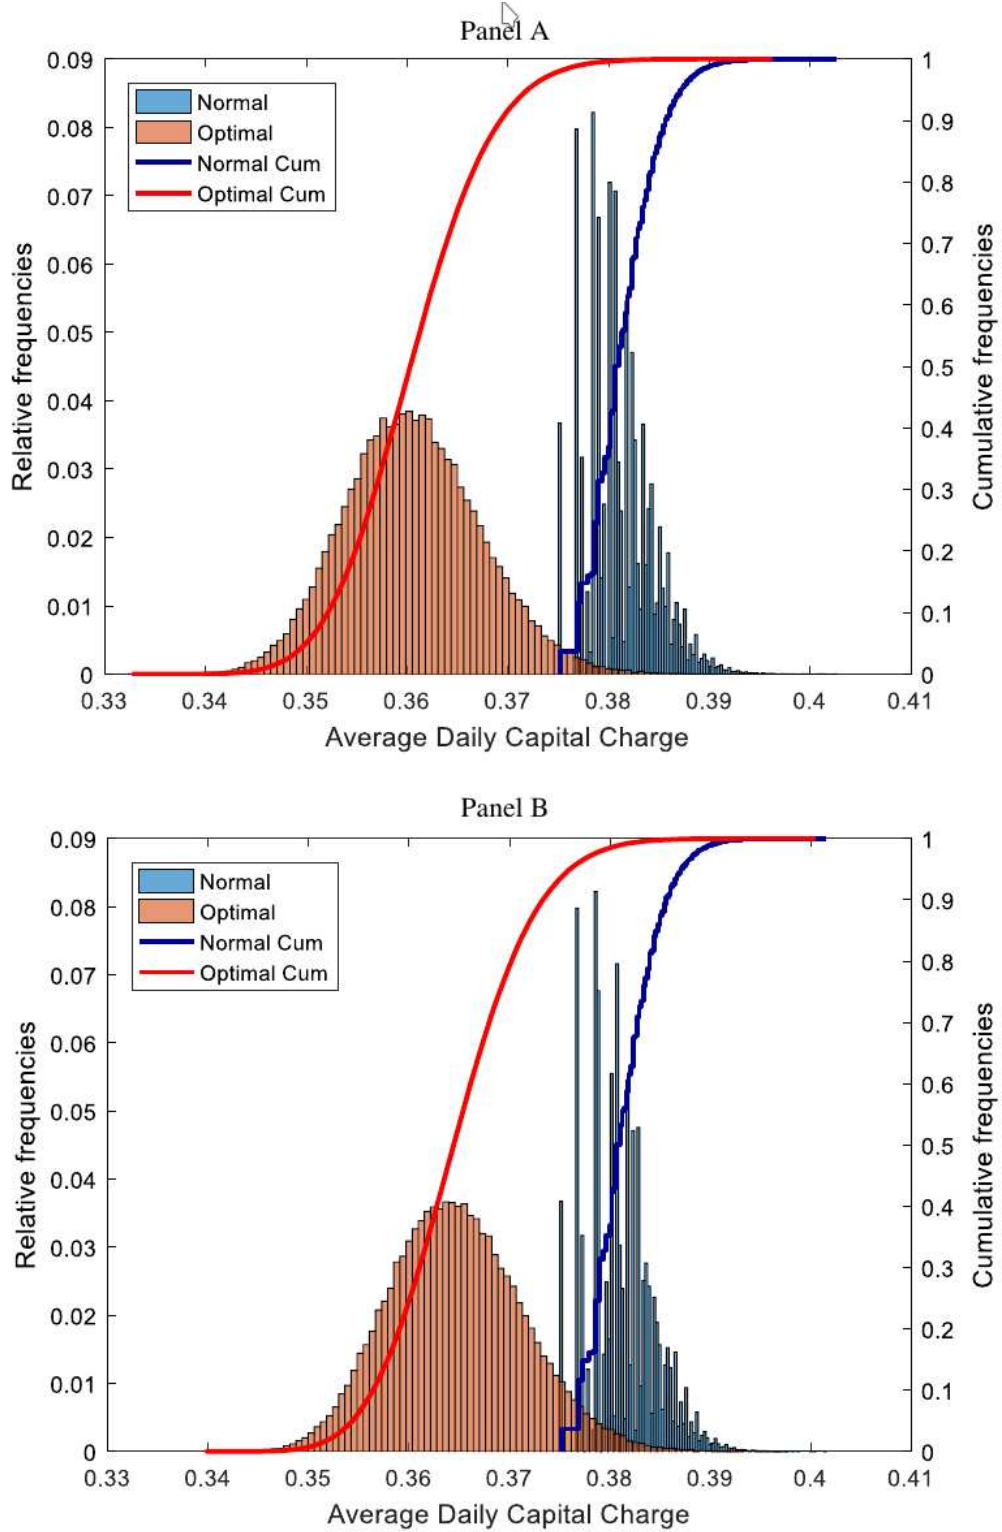 Panel A
Normal
Optimal
Normal Cum
Optimal Cum
Relative frequencies
0.09
0.08
0.07
0.06
0.05
0.04
0.03
0.02
0.01
0
Cumulative frequencies
1
0.9
0.8
0.7
0.6
0.5
0.4
0.3
0.2
0.1
0
0.33 0.34 0.35 0.36 0.37 0.38 0.39 0.4 0.41
Average Daily Capital Charge
Panel B
Normal
Optimal
Normal Cum
Optimal Cum
Relative frequencies
0.09
0.08
0.07
0.06
0.05
0.04
0.03
0.02
0.01
0
Cumulative frequencies
1
0.9
0.8
0.7
0.6
0.5
0.4
0.3
0.2
0.1
0
0.33 0.34 0.35 0.36 0.37 0.38 0.39 0.4 0.41
Average Daily Capital Charge